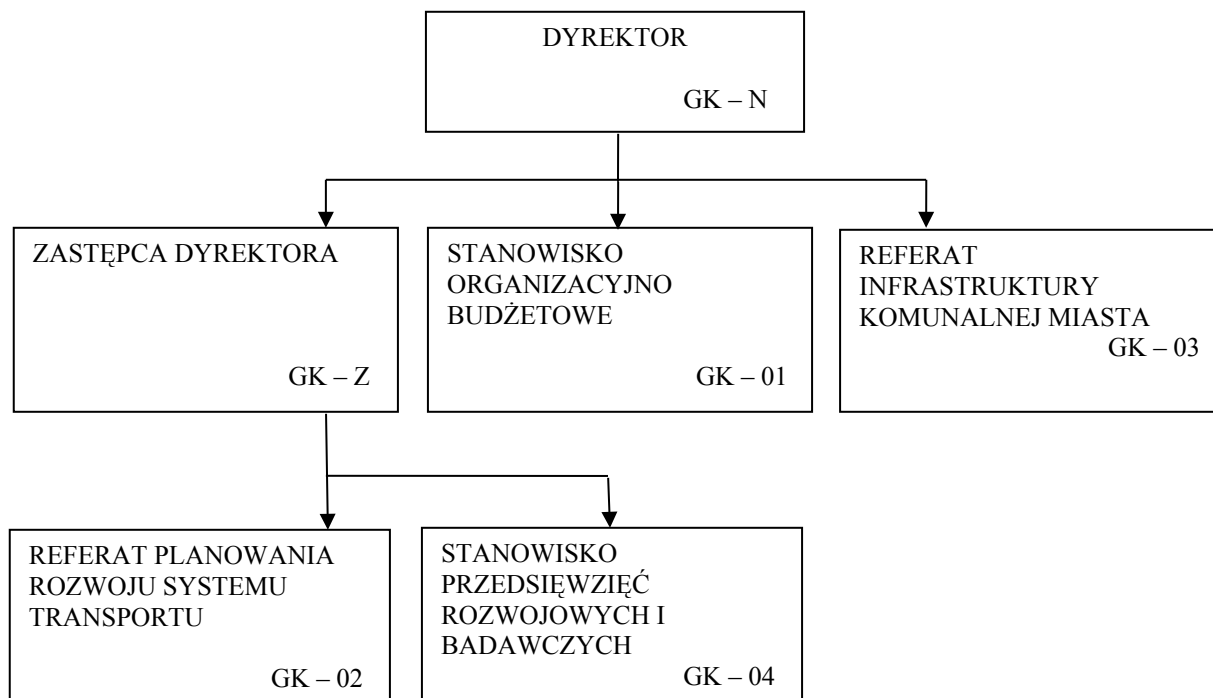 DYREKTOR
GK – N
ZASTĘPCA DYREKTORA
GK – Z
STANOWISKO
ORGANIZACYJNO
BUDŻETOWE
GK – 01
REFERAT
INFRASTRUKTURY
KOMUNALNEJ MIASTA
GK – 03
REFERAT PLANOWANIA
ROZWOJU SYSTEMU
TRANSPORTU
GK – 02
STANOWISKO
PRZEDSIĘWZIĘĆ
ROZWOJOWYCH I
BADAWCZYCH
GK – 04